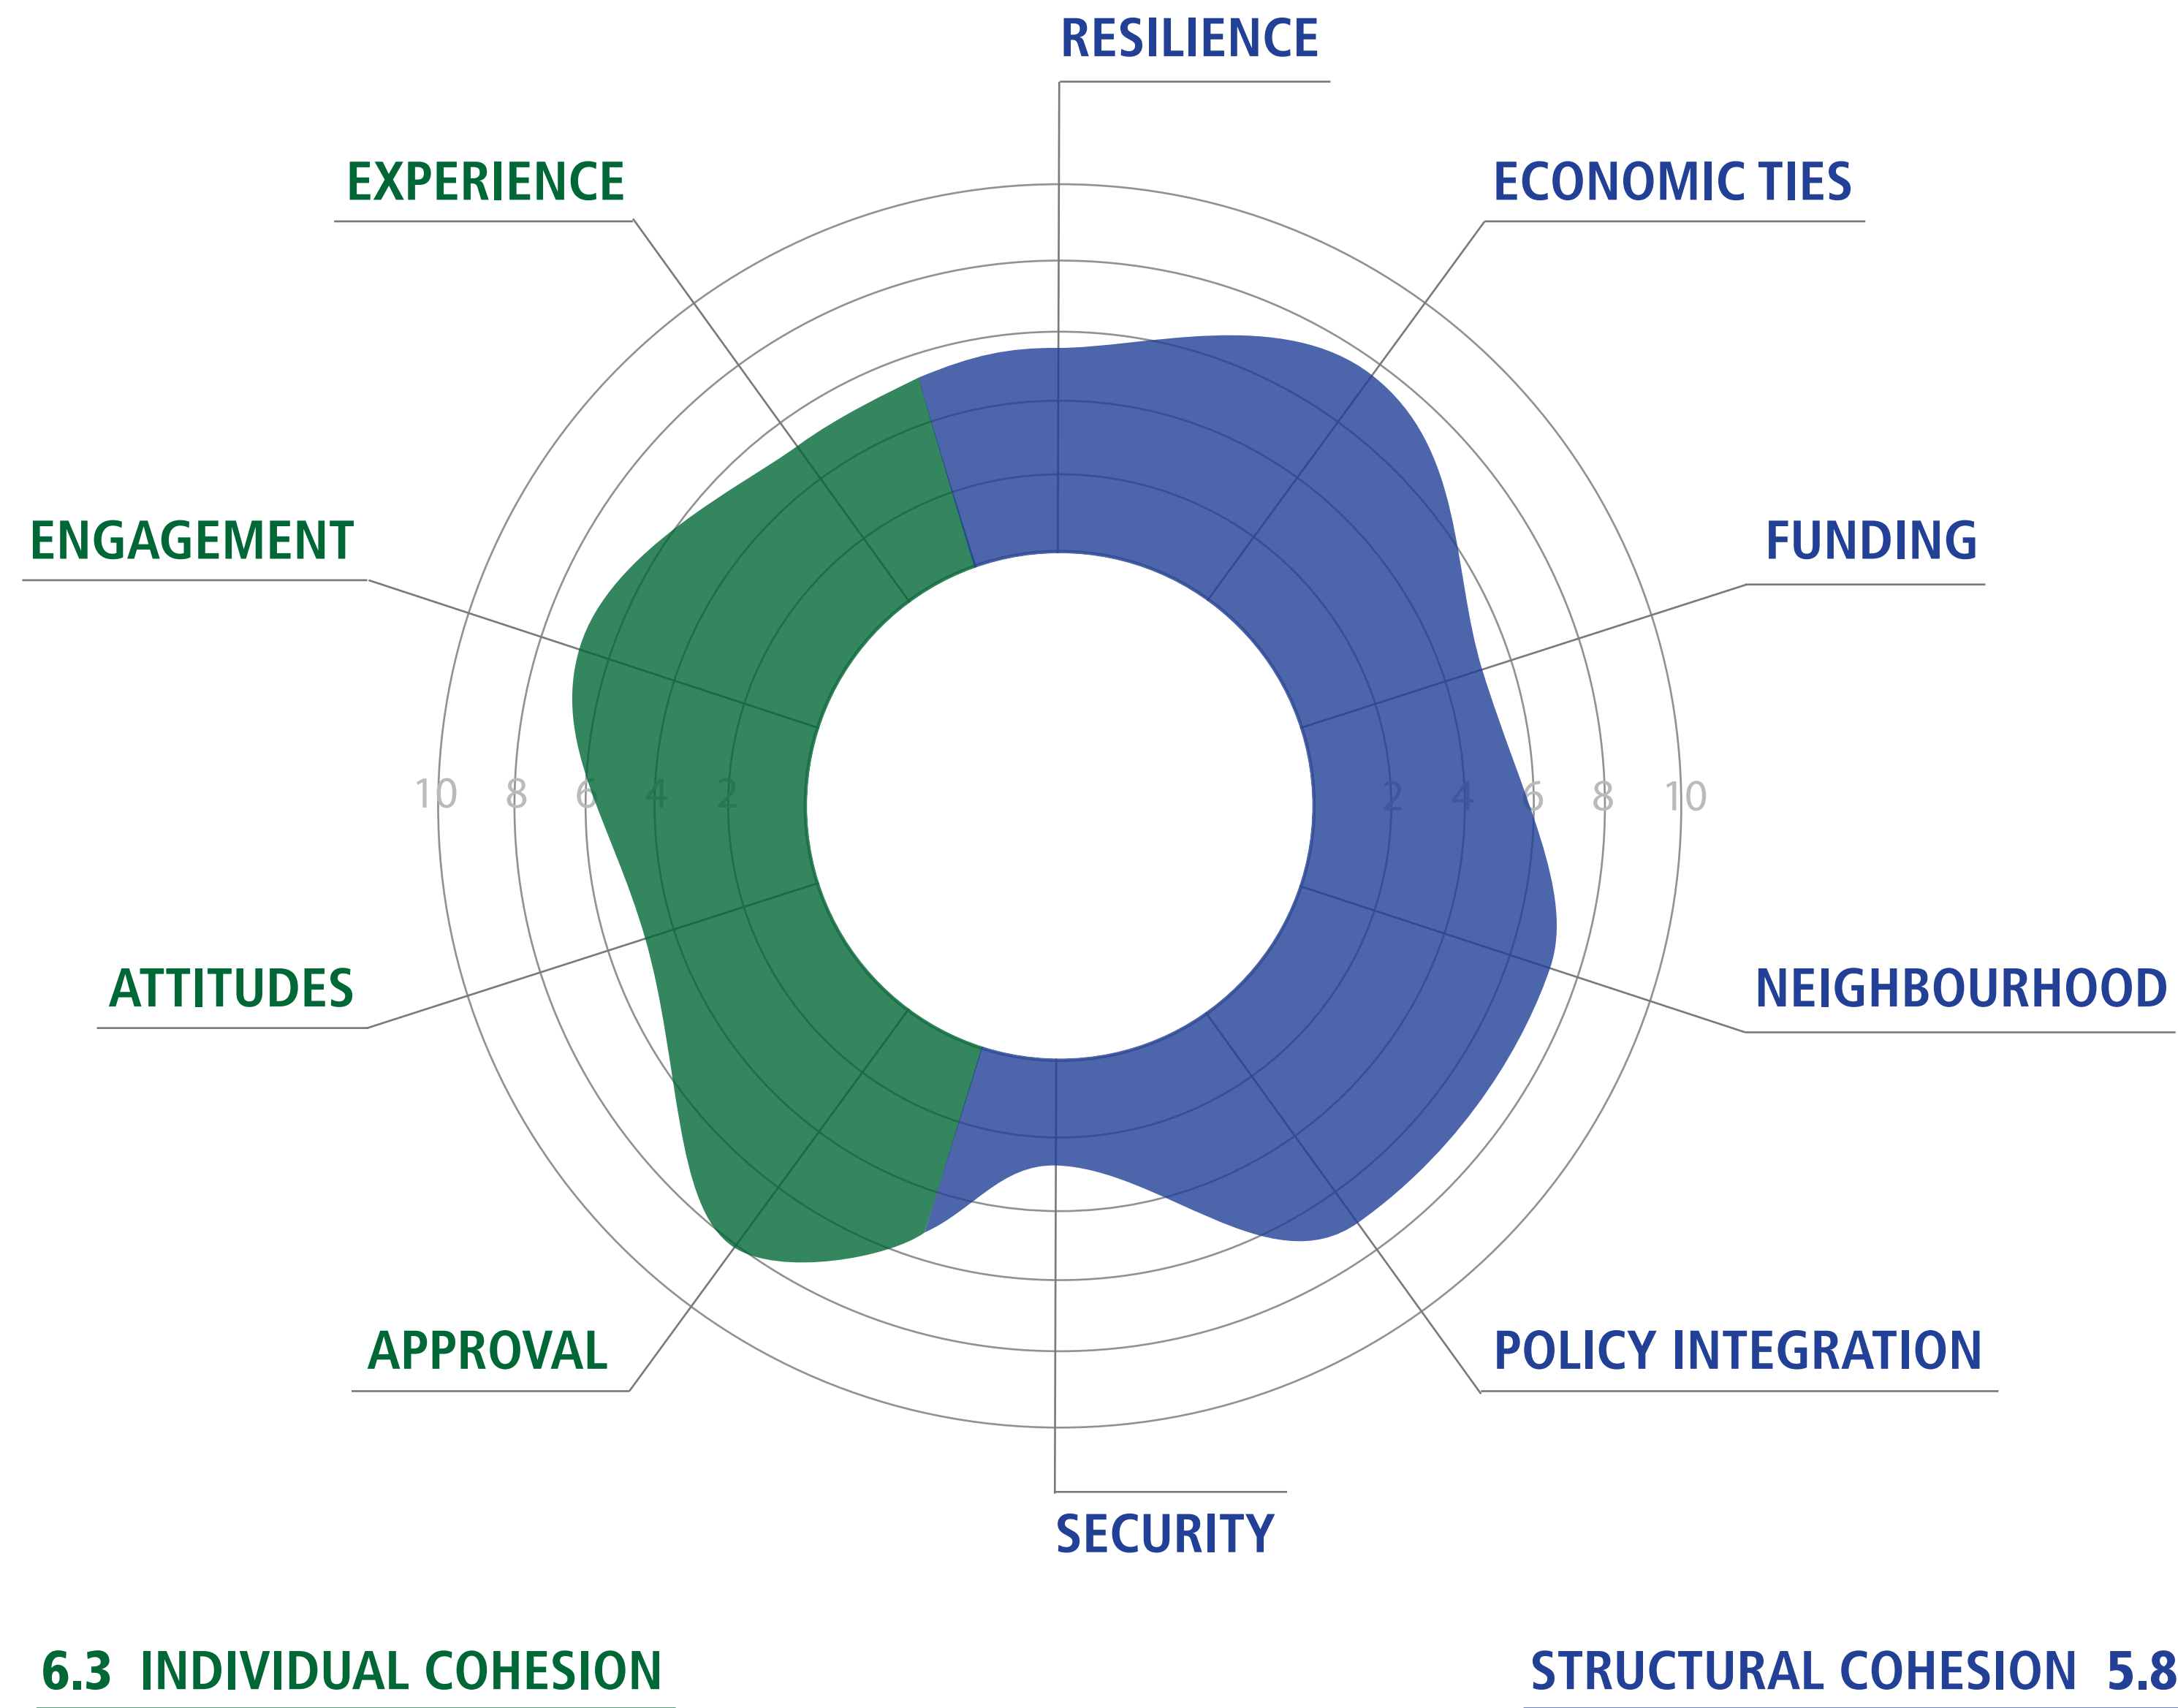 RESILIENCE
EXPERIENCE
ECONOMIC TIES
ENGAGEMENT
FUNDING
10 8 6 4 2 2 4 6 8 10
ATTITUDES
NEIGHBOURHOOD
APPROVAL
POLICY INTEGRATION
SECURITY
6.3 INDIVIDUAL COHESION
STRUCTURAL COHESION 5.8